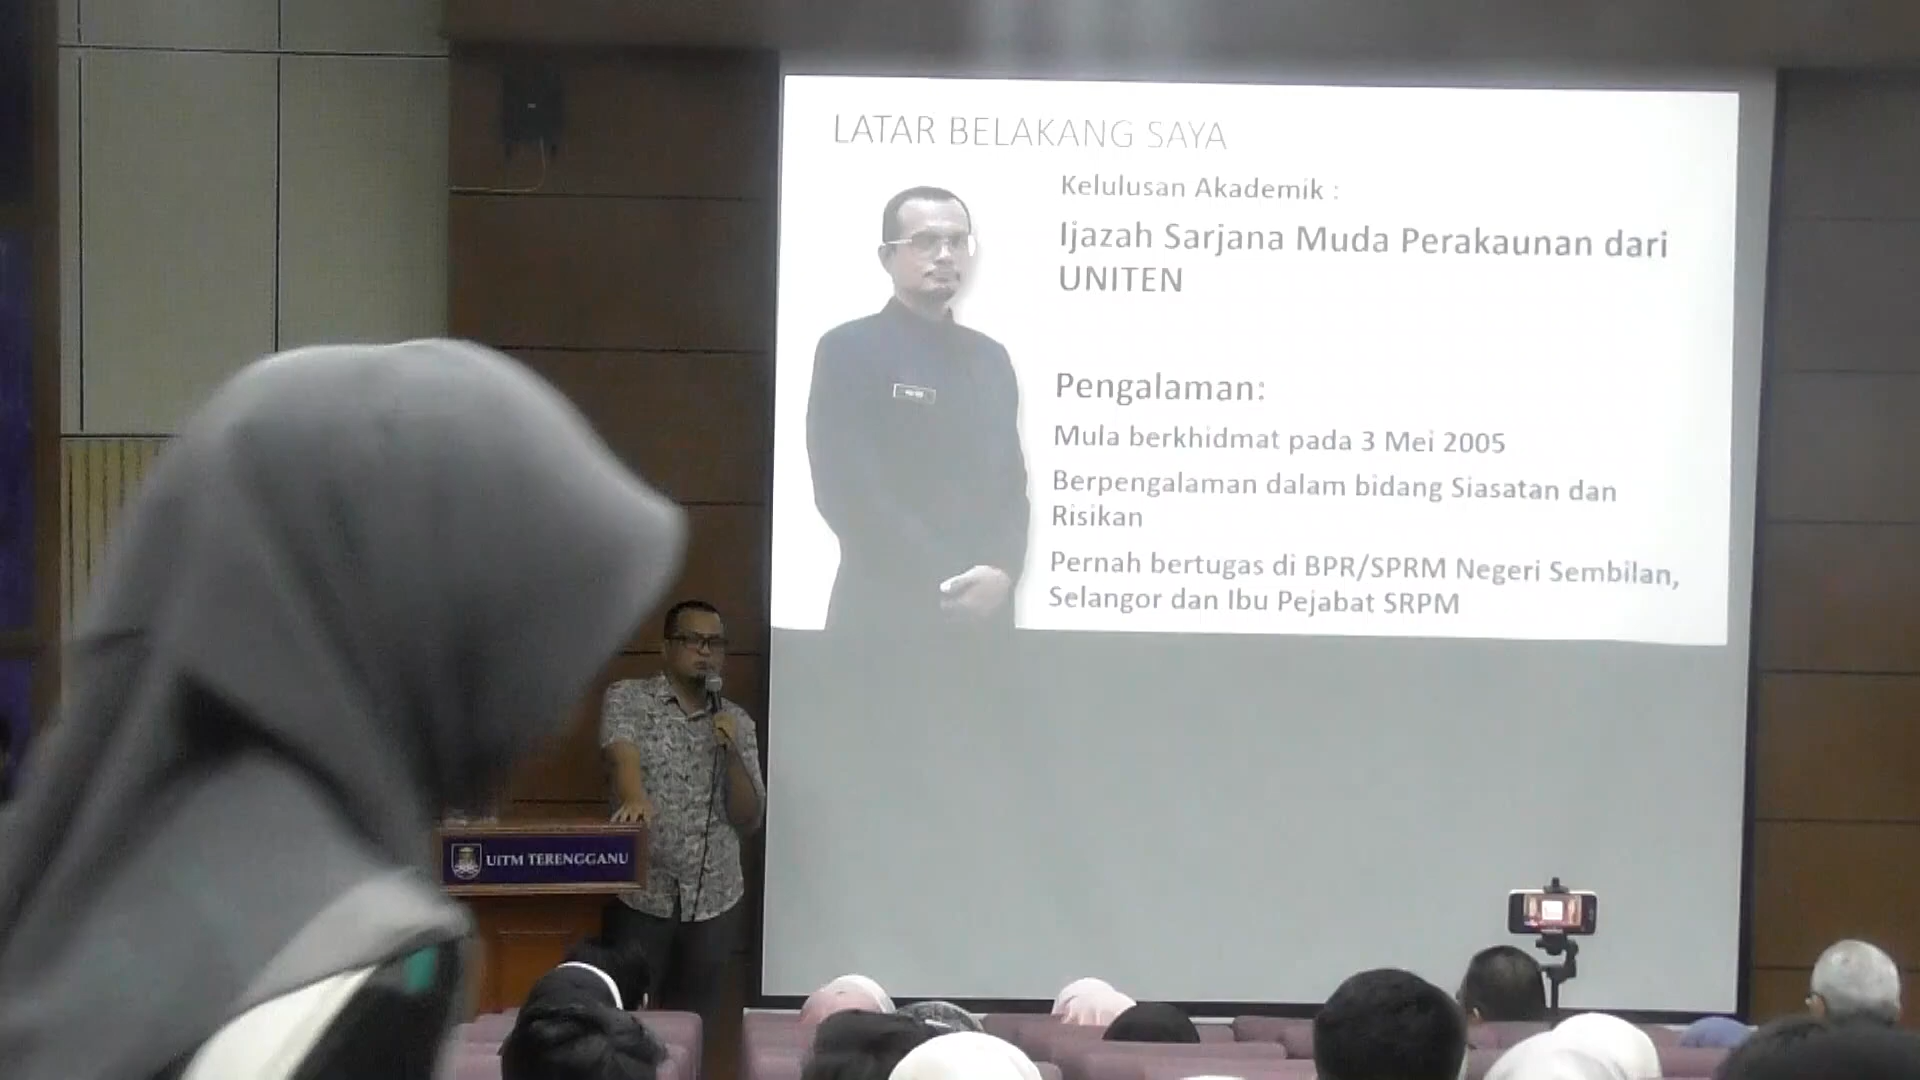 LATAR BELAKANG SAYA
Kelulusan Akademik :
Ijazah Sarjana Muda Perakaunan dari
UNITEN
Pengalaman:
Mula berkhidmat pada 3 Mei 2005
Berpengalaman dalam bidang Siasatan dan
Risikan
Pernah bertugas di BPR/SPRM Negeri Sembilan,
Selangor dan Ibu Pejabat SRPM
UiTM TERENGGANU